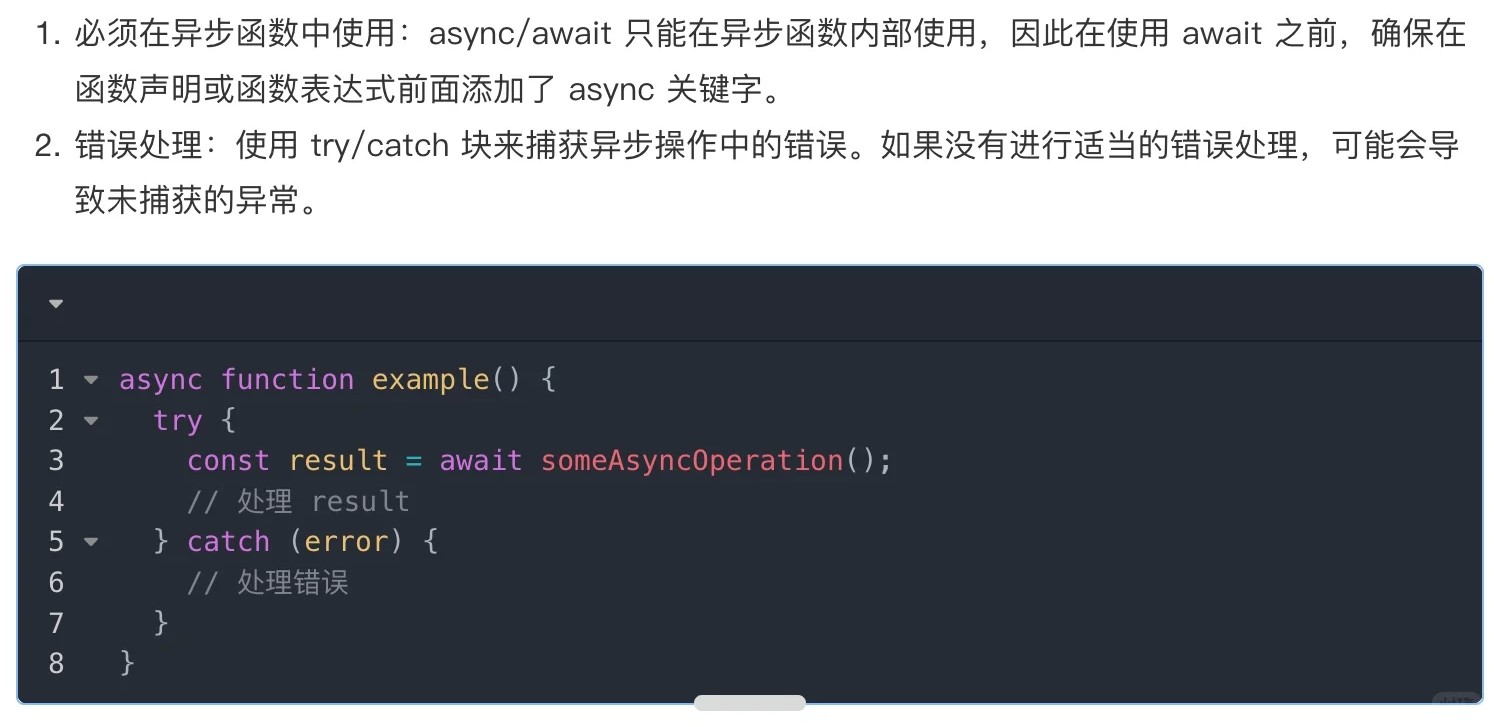 1. 必须在异步函数中使用：async/await 只能在异步函数内部使用，因此在使用 await 之前，确保在
函数声明或函数表达式前面添加了 async 关键字。
2. 错误处理：使用 try/catch 块来捕获异步操作中的错误。如果没有进行适当的错误处理，可能会导
致未捕获的异常。
1 async function example() {
2   try {
3     const result = await someAsyncOperation();
4     // 处理 result
5   } catch (error) {
6     // 处理错误
7   }
8 }